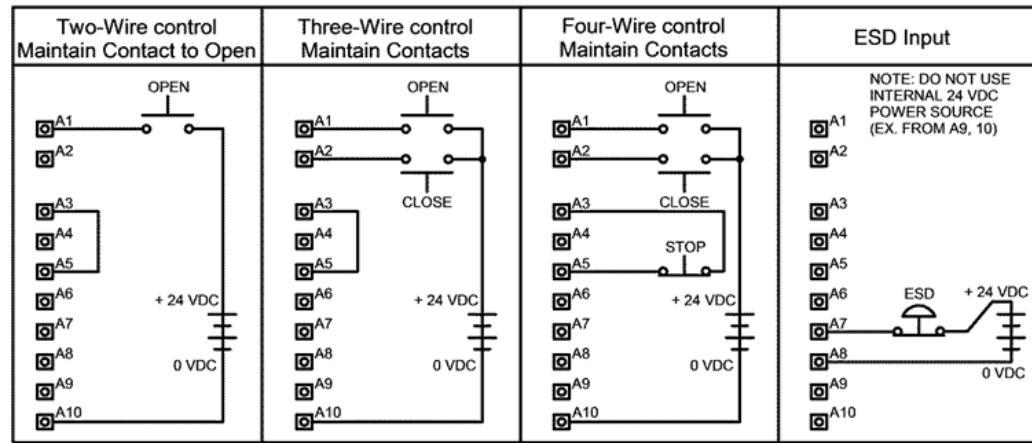 Two-Wire control
Maintain Contact to Open
OPEN
A1
A2
A3
A4
A5
A6
+ 24 VDC
A7
A8
0 VDC
A9
A10
Three-Wire control
Maintain Contacts
OPEN
A1
A2
CLOSE
A3
A4
A5
A6
+ 24 VDC
A7
A8
0 VDC
A9
A10
Four-Wire control
Maintain Contacts
OPEN
A1
A2
CLOSE
A3
A4
STOP
A5
A6
+ 24 VDC
A7
A8
0 VDC
A9
A10
ESD Input
NOTE: DO NOT USE
INTERNAL 24 VDC
POWER SOURCE
(EX. FROM A9, 10)
A1
A2
A3
A4
A5
A6
ESD
+ 24 VDC
A7
A8
0 VDC
A9
A10